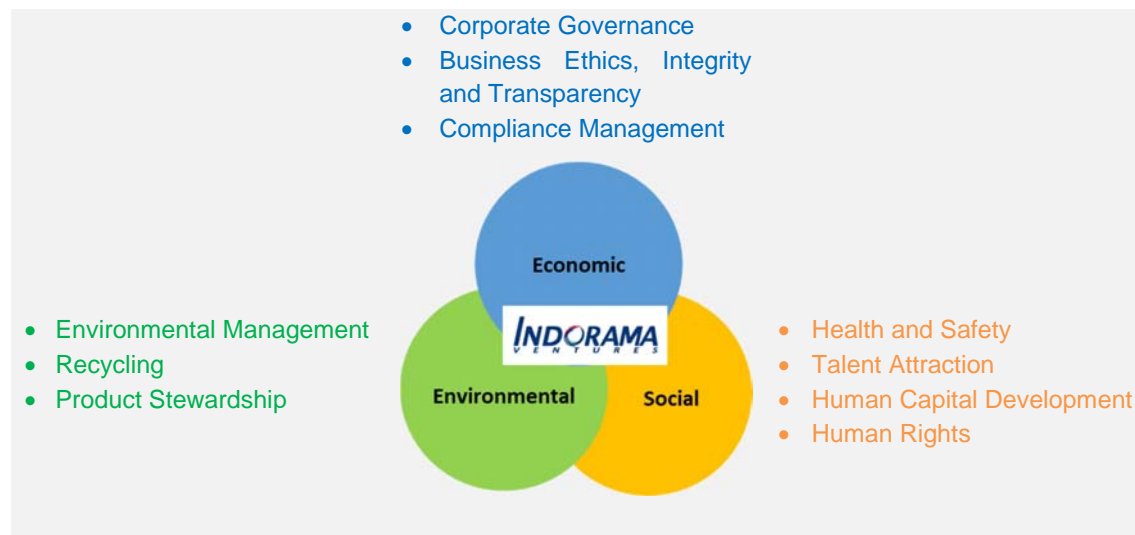 • Corporate Governance
• Business Ethics, Integrity
and Transparency
• Compliance Management
Economic
INDORAMA
VENTURES
• Environmental Management
• Recycling
• Product Stewardship
Environmental
Social
• Health and Safety
• Talent Attraction
• Human Capital Development
• Human Rights